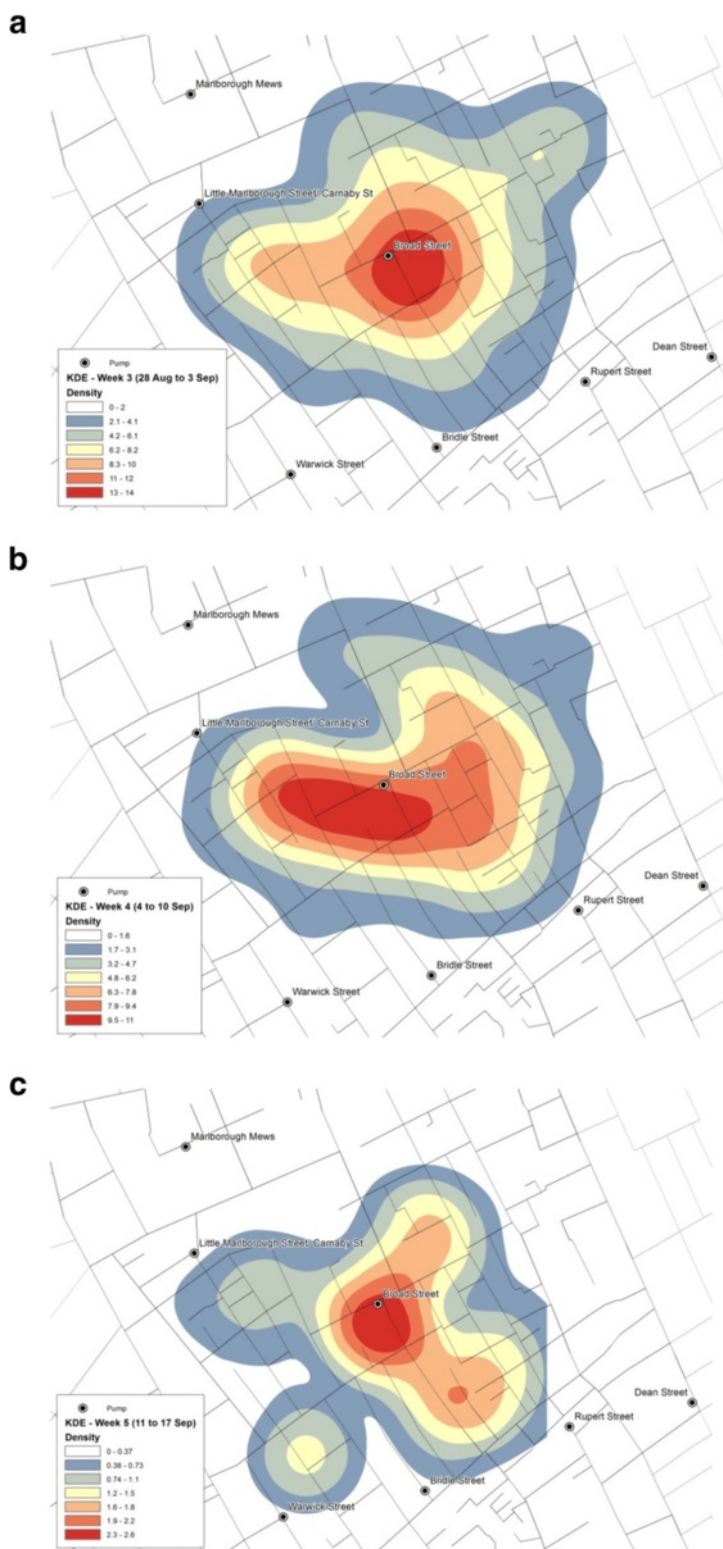 a
Marlborough Mews
Little Marlborough Street/ Carnaby St
Broad Street
Dean Street
Rupert Street
Bridle Street
Warwick Street
Pump
KDE - Week 3 (28 Aug to 3 Sep)
Density
0 - 2
2.1 - 4.1
4.2 - 6.1
6.2 - 8.2
8.3 - 10
11 - 12
13 - 14
b
Marlborough Mews
Little Marlborough Street/ Carnaby St
Broad Street
Dean Street
Rupert Street
Bridle Street
Warwick Street
Pump
KDE - Week 4 (4 to 10 Sep)
Density
0 - 1.6
1.7 - 3.1
3.2 - 4.7
4.8 - 6.2
6.3 - 7.8
7.9 - 9.4
9.5 - 11
c
Marlborough Mews
Little Marlborough Street/ Carnaby St
Broad Street
Dean Street
Rupert Street
Bridle Street
Warwick Street
Pump
KDE - Week 5 (11 to 17 Sep)
Density
0 - 0.37
0.38 - 0.73
0.74 - 1.1
1.2 - 1.5
1.6 - 1.8
1.9 - 2.2
2.3 - 2.6